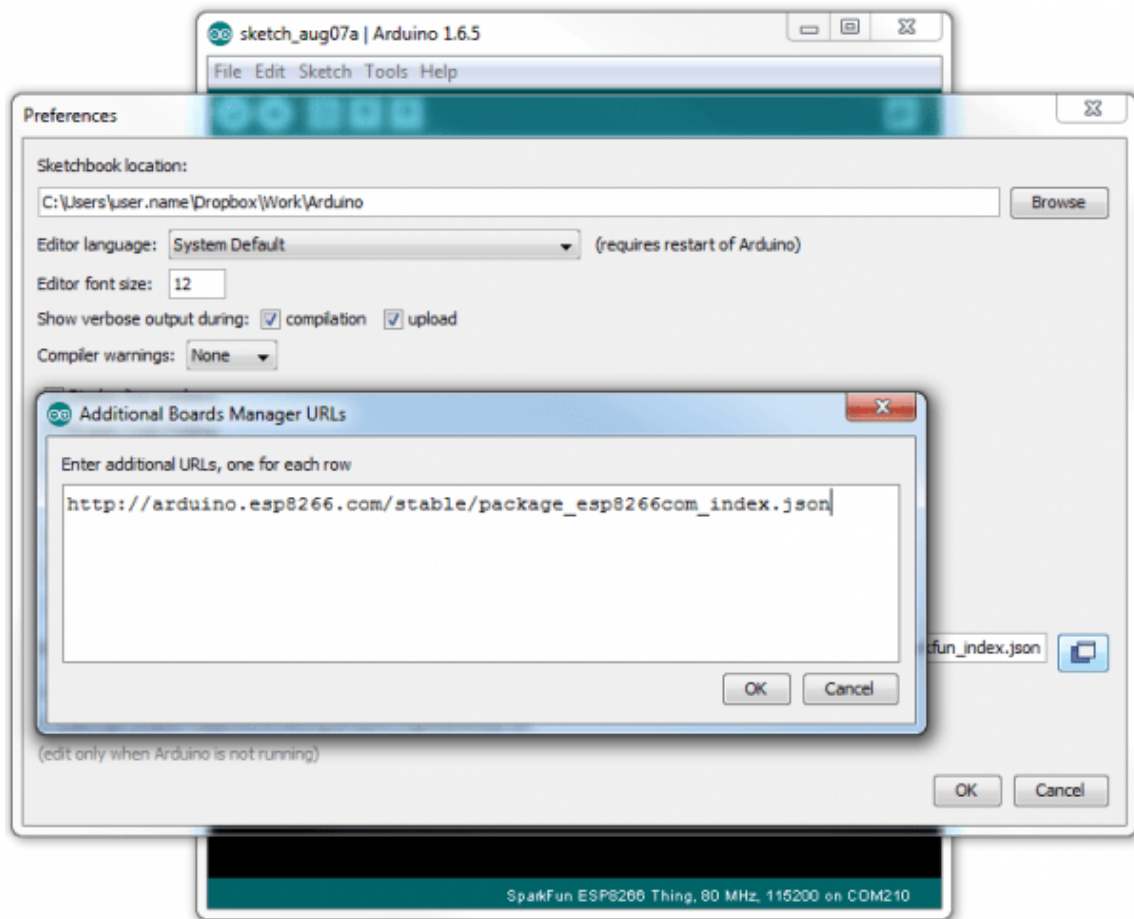 sketch_aug07a | Arduino 1.6.5
File Edit Sketch Tools Help
Preferences
Sketchbook location:
C:\Users\user.name\Dropbox\Work\Arduino
Browse
Editor language: System Default (requires restart of Arduino)
Editor font size: 12
Show verbose output during: compilation upload
Compiler warnings: None
Additional Boards Manager URLs
Enter additional URLs, one for each row
http://arduino.esp8266.com/stable/package_esp8266com_index.json
fun_index.json
OK Cancel
(edit only when Arduino is not running)
OK Cancel
SparkFun ESP8266 Thing, 80 MHz, 115200 on COM210